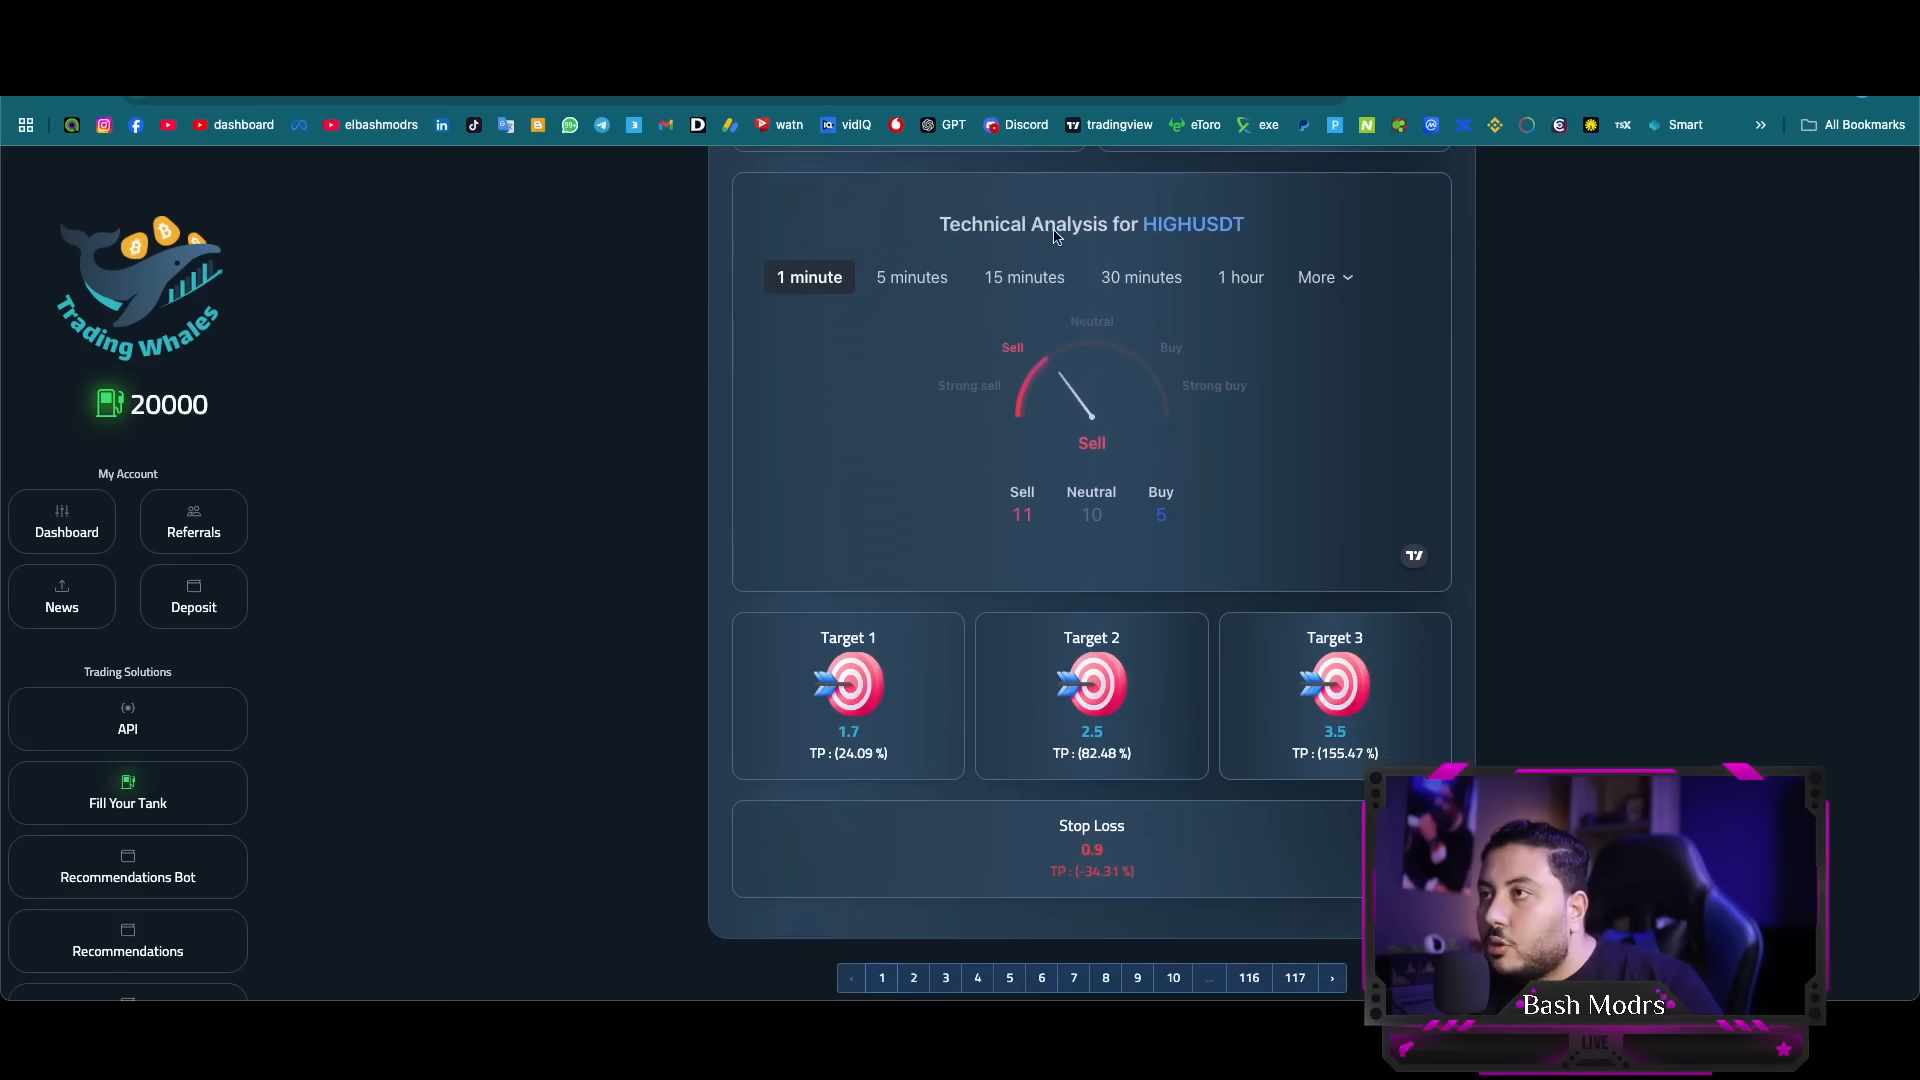 dashboard
elbashmodrs
99+
watn
vidIQ
GPT
Discord
tradingview
eToro
exe
TSX
Smart
All Bookmarks
Trading Whales
20000
My Account
Dashboard
Referrals
News
Deposit
Trading Solutions
API
Fill Your Tank
Recommendations Bot
Recommendations
Technical Analysis for HIGHUSDT
1 minute 5 minutes 15 minutes 30 minutes 1 hour More
Neutral
Sell Buy
Strong sell Strong buy
Sell
Sell Neutral Buy
11 10 5
Target 1
1.7
TP : (24.09 %)
Target 2
2.5
TP : (82.48 %)
Target 3
3.5
TP : (155.47 %)
Stop Loss
0.9
TP : (-34.31 %)
‹ 1 2 3 4 5 6 7 8 9 10 ... 116 117 ›
Bash Modrs
LIVE